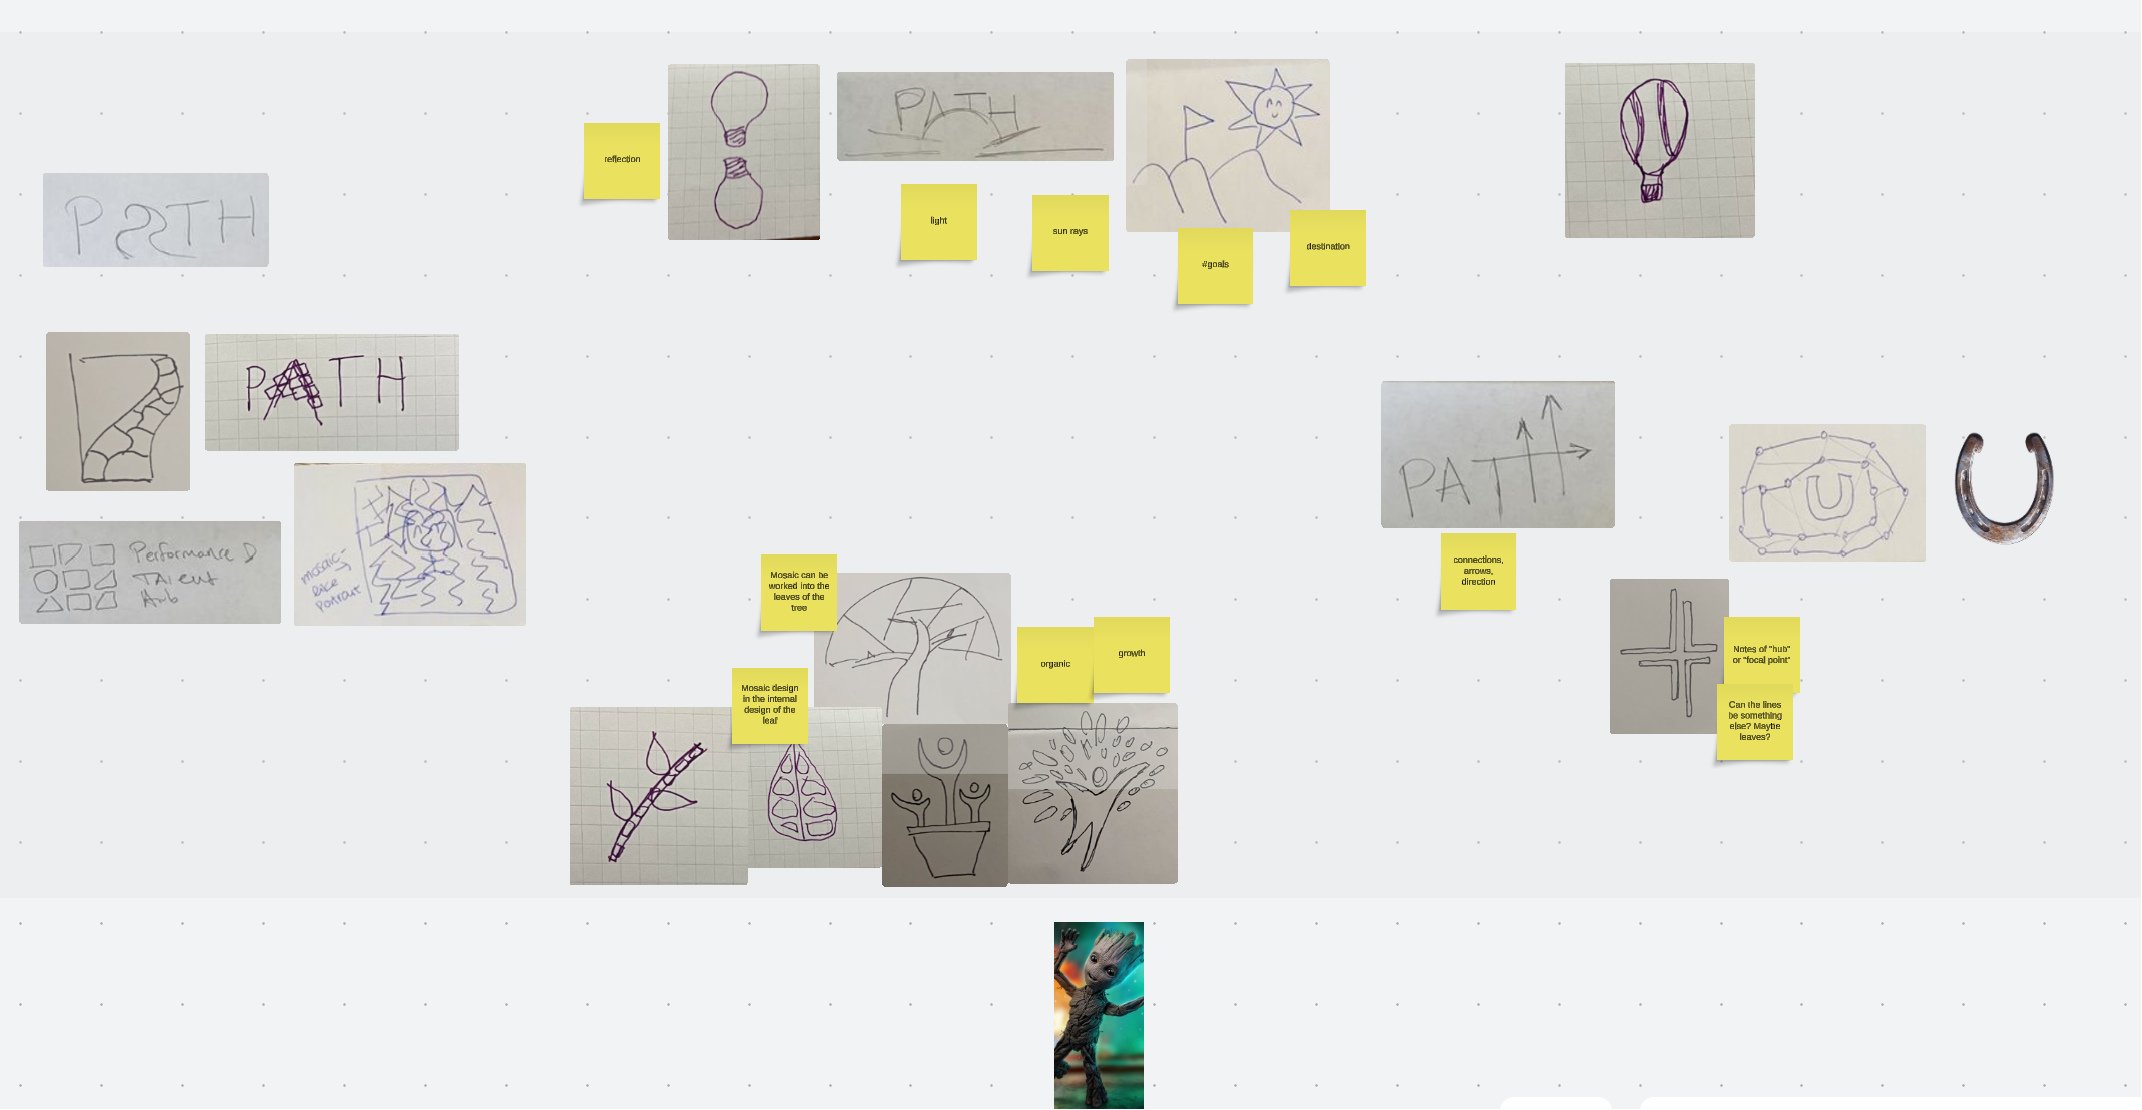 reflection
PATH
light
sun rays
#goals
destination
P
TH
PATH
mosaic-
face
portrait
Performance D
Talent
Hub
PATH
connections,
arrows,
direction
U
Mosaic can be
worked into the
leaves of the
tree
organic
growth
Mosaic design
in the internal
design of the
leaf
Notes of "hub"
or "focal point"
Can the lines
be something
else? Maybe
leaves?